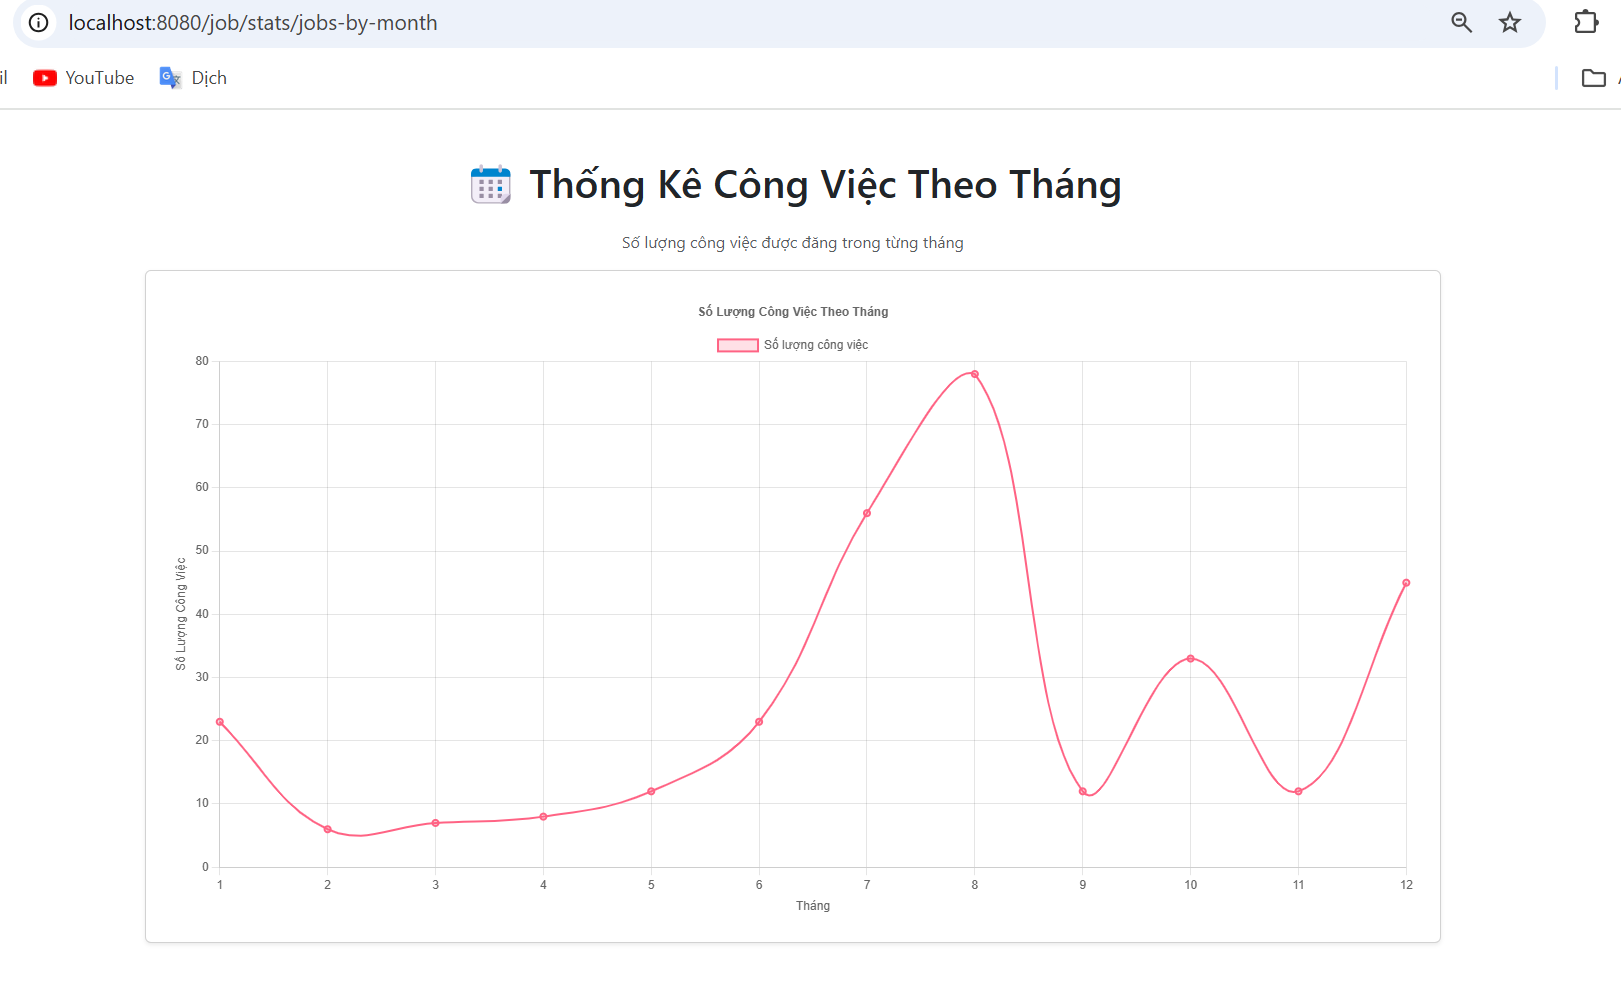 localhost:8080/job/stats/jobs-by-month
il YouTube Dịch
Thống Kê Công Việc Theo Tháng
Số lượng công việc được đăng trong từng tháng
Số Lượng Công Việc Theo Tháng
Số lượng công việc
80
70
60
50
40
30
20
10
0
Số Lượng Công Việc
1 2 3 4 5 6 7 8 9 10 11 12
Tháng